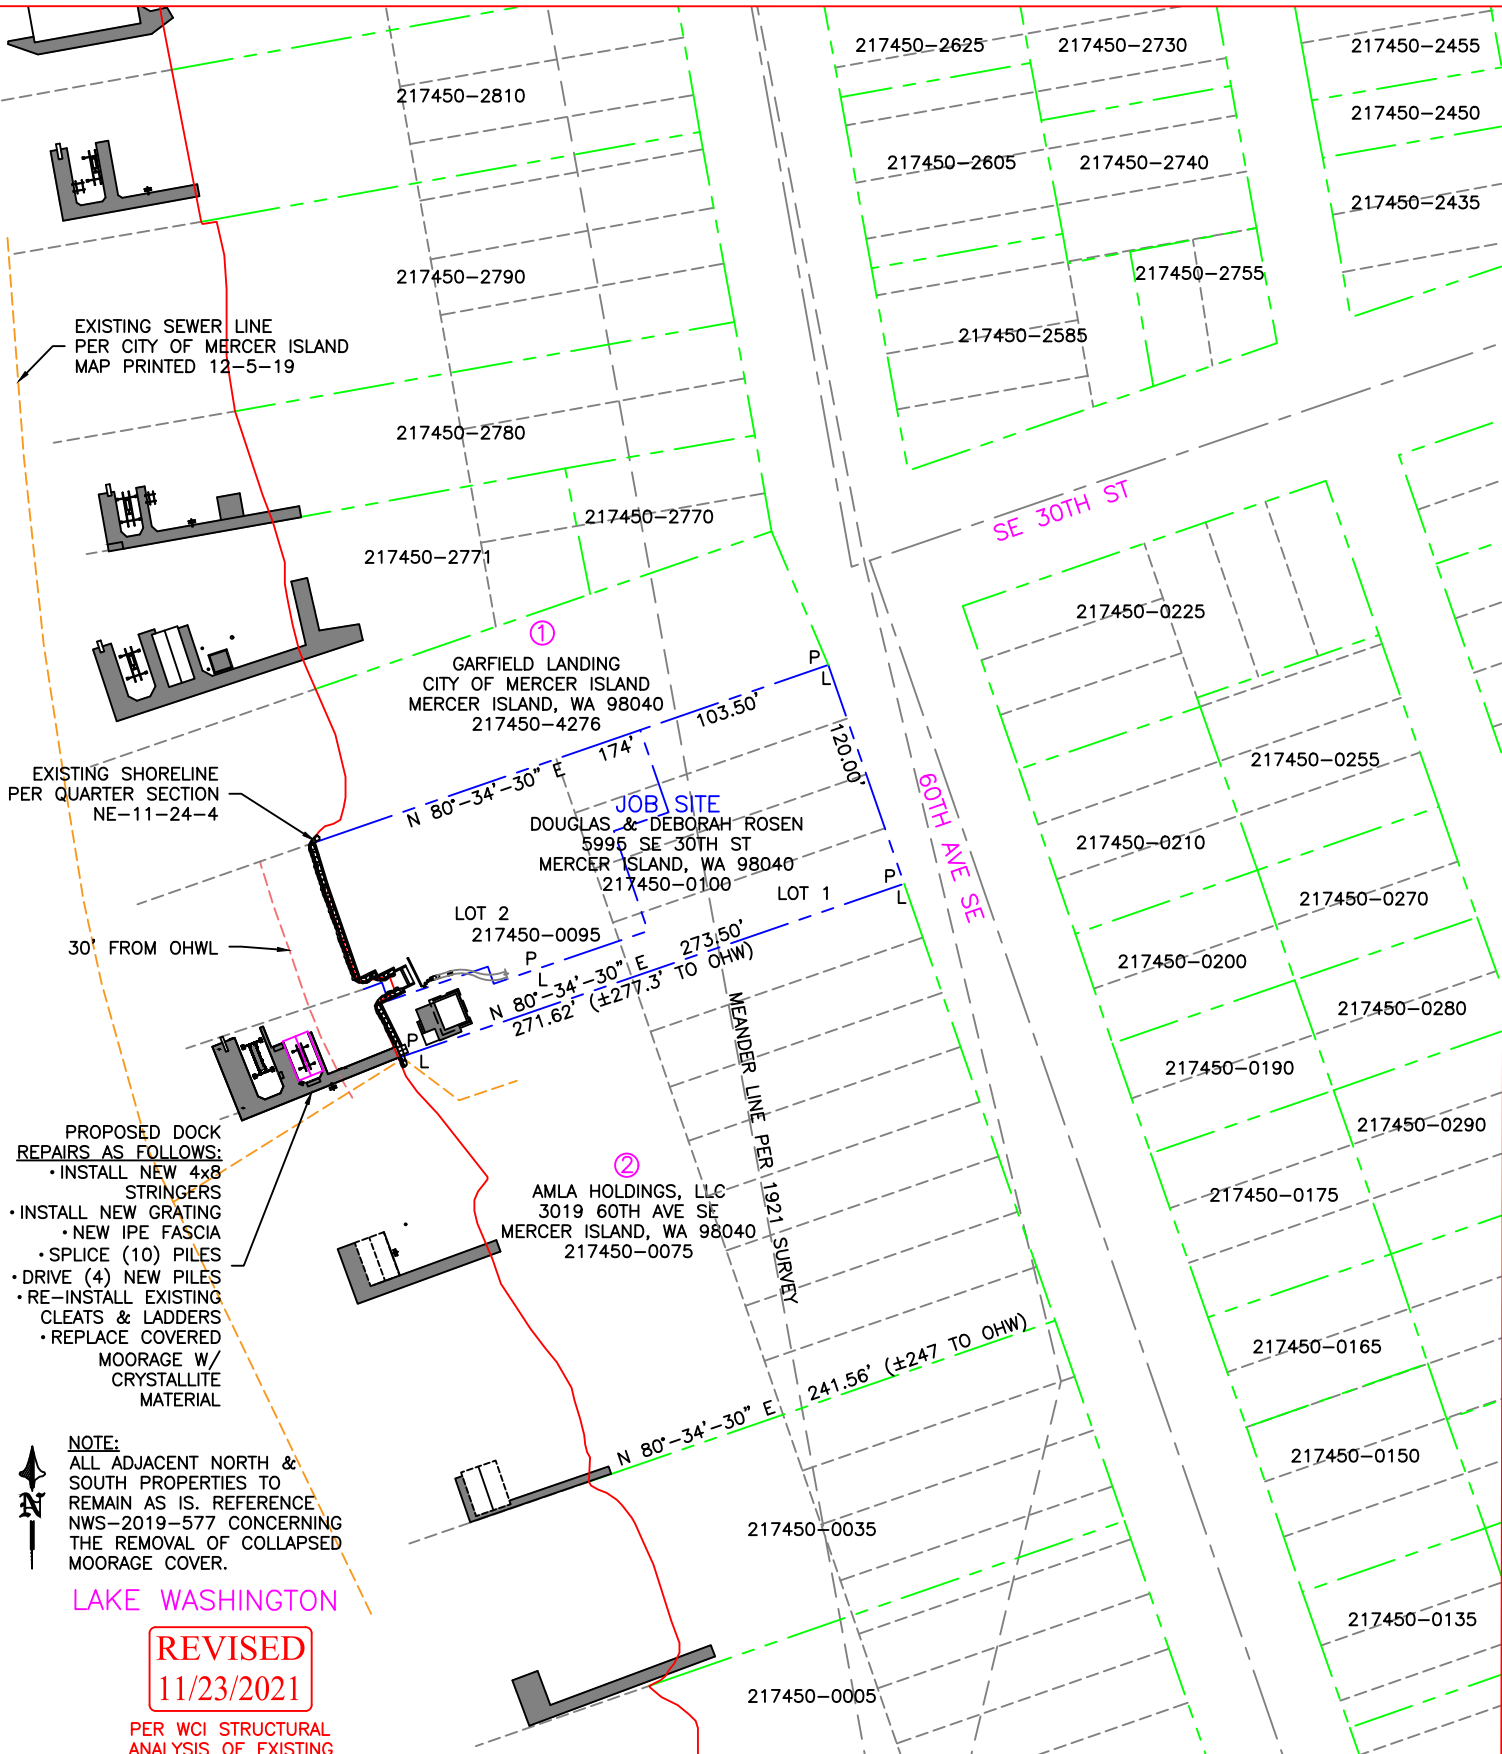 217450-2625
217450-2730
217450-2455
217450-2810
217450-2450
217450-2605
217450-2740
217450-2435
217450-2790
217450-2755
EXISTING SEWER LINE
PER CITY OF MERCER ISLAND
MAP PRINTED 12-5-19
217450-2585
217450-2780
SE 30TH ST
217450-2770
217450-2771
217450-0225
①
GARFIELD LANDING
CITY OF MERCER ISLAND
MERCER ISLAND, WA 98040
217450-4276
P
L
103.50'
174'
N 80°-34'-30" E
120.00'
217450-0255
EXISTING SHORELINE
PER QUARTER SECTION
NE-11-24-4
60TH AVE SE
JOB SITE
DOUGLAS & DEBORAH ROSEN
5995 SE 30TH ST
MERCER ISLAND, WA 98040
217450-0100
217450-0210
P
L
LOT 1
217450-0270
LOT 2
217450-0095
30' FROM OHWL
P
L
273.50'
N 80°-34'-30" E
271.62' (±277.3' TO OHW)
217450-0200
217450-0280
MEANDER LINE PER 1921 SURVEY
P
L
217450-0190
217450-0290
PROPOSED DOCK
REPAIRS AS FOLLOWS:
•INSTALL NEW 4x8
STRINGERS
•INSTALL NEW GRATING
•NEW IPE FASCIA
•SPLICE (10) PILES
•DRIVE (4) NEW PILES
•RE-INSTALL EXISTING
CLEATS & LADDERS
•REPLACE COVERED
MOORAGE W/
CRYSTALLITE
MATERIAL
②
AMLA HOLDINGS, LLC
3019 60TH AVE SE
MERCER ISLAND, WA 98040
217450-0075
217450-0175
217450-0165
N 80°-34'-30" E
241.56' (±247 TO OHW)
217450-0150
NOTE:
ALL ADJACENT NORTH &
SOUTH PROPERTIES TO
REMAIN AS IS. REFERENCE
NWS-2019-577 CONCERNING
THE REMOVAL OF COLLAPSED
MOORAGE COVER.
N
217450-0035
LAKE WASHINGTON
217450-0135
REVISED
11/23/2021
217450-0005
PER WCI STRUCTURAL
ANALYSIS OF EXISTING